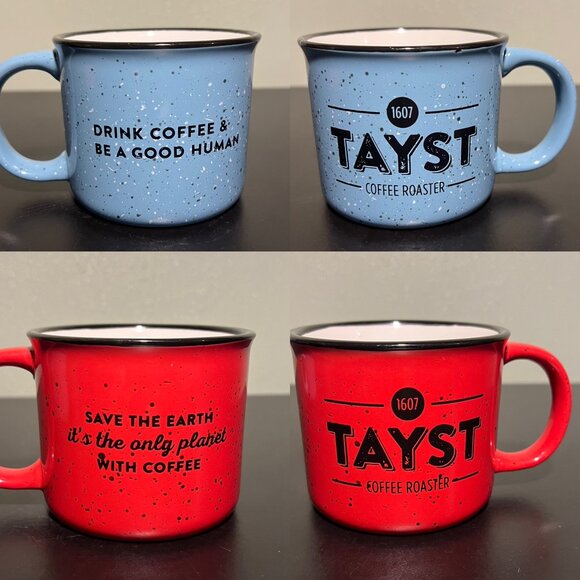 DRINK COFFEE &
BE A GOOD HUMAN
1607
TAYST
COFFEE ROASTER
SAVE THE EARTH
it's the only planet
WITH COFFEE
1607
TAYST
COFFEE ROASTER